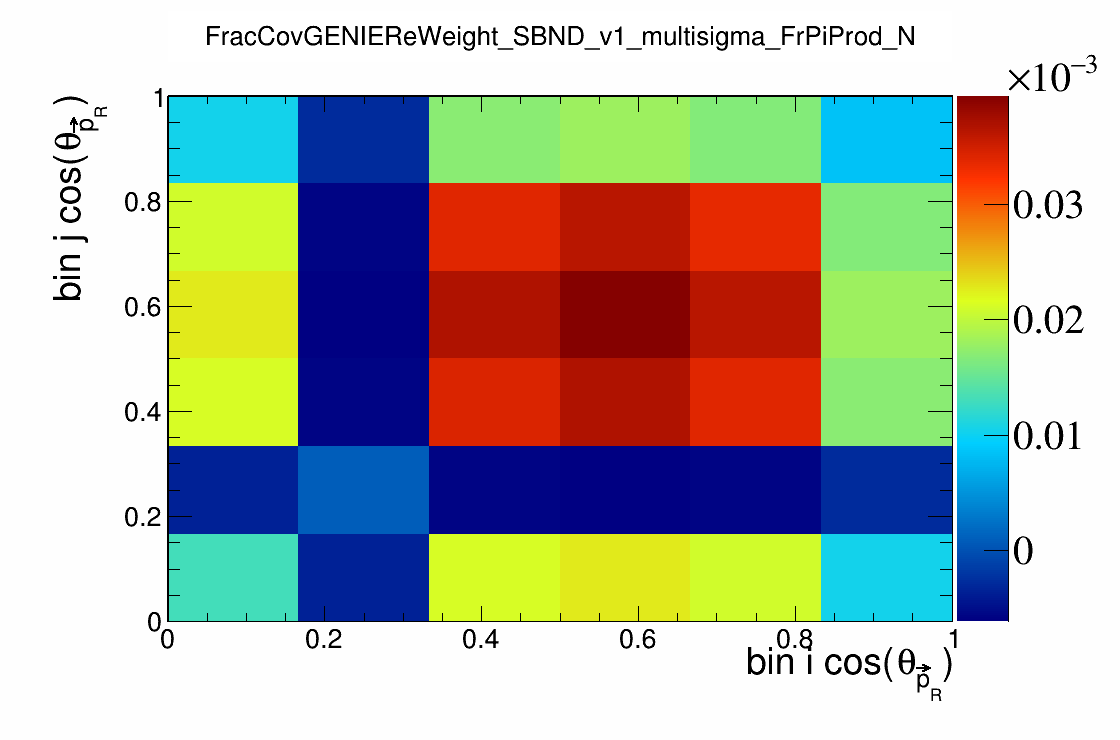 FracCovGENIEReWeight_SBND_v1_multisigma_FrPiProd_N
×10⁻³
bin j cos(θ_p⃗_R)
1
0.8
0.6
0.4
0.2
0
0 0.2 0.4 0.6 0.8 1
bin i cos(θ_p⃗_R)
0.03
0.02
0.01
0